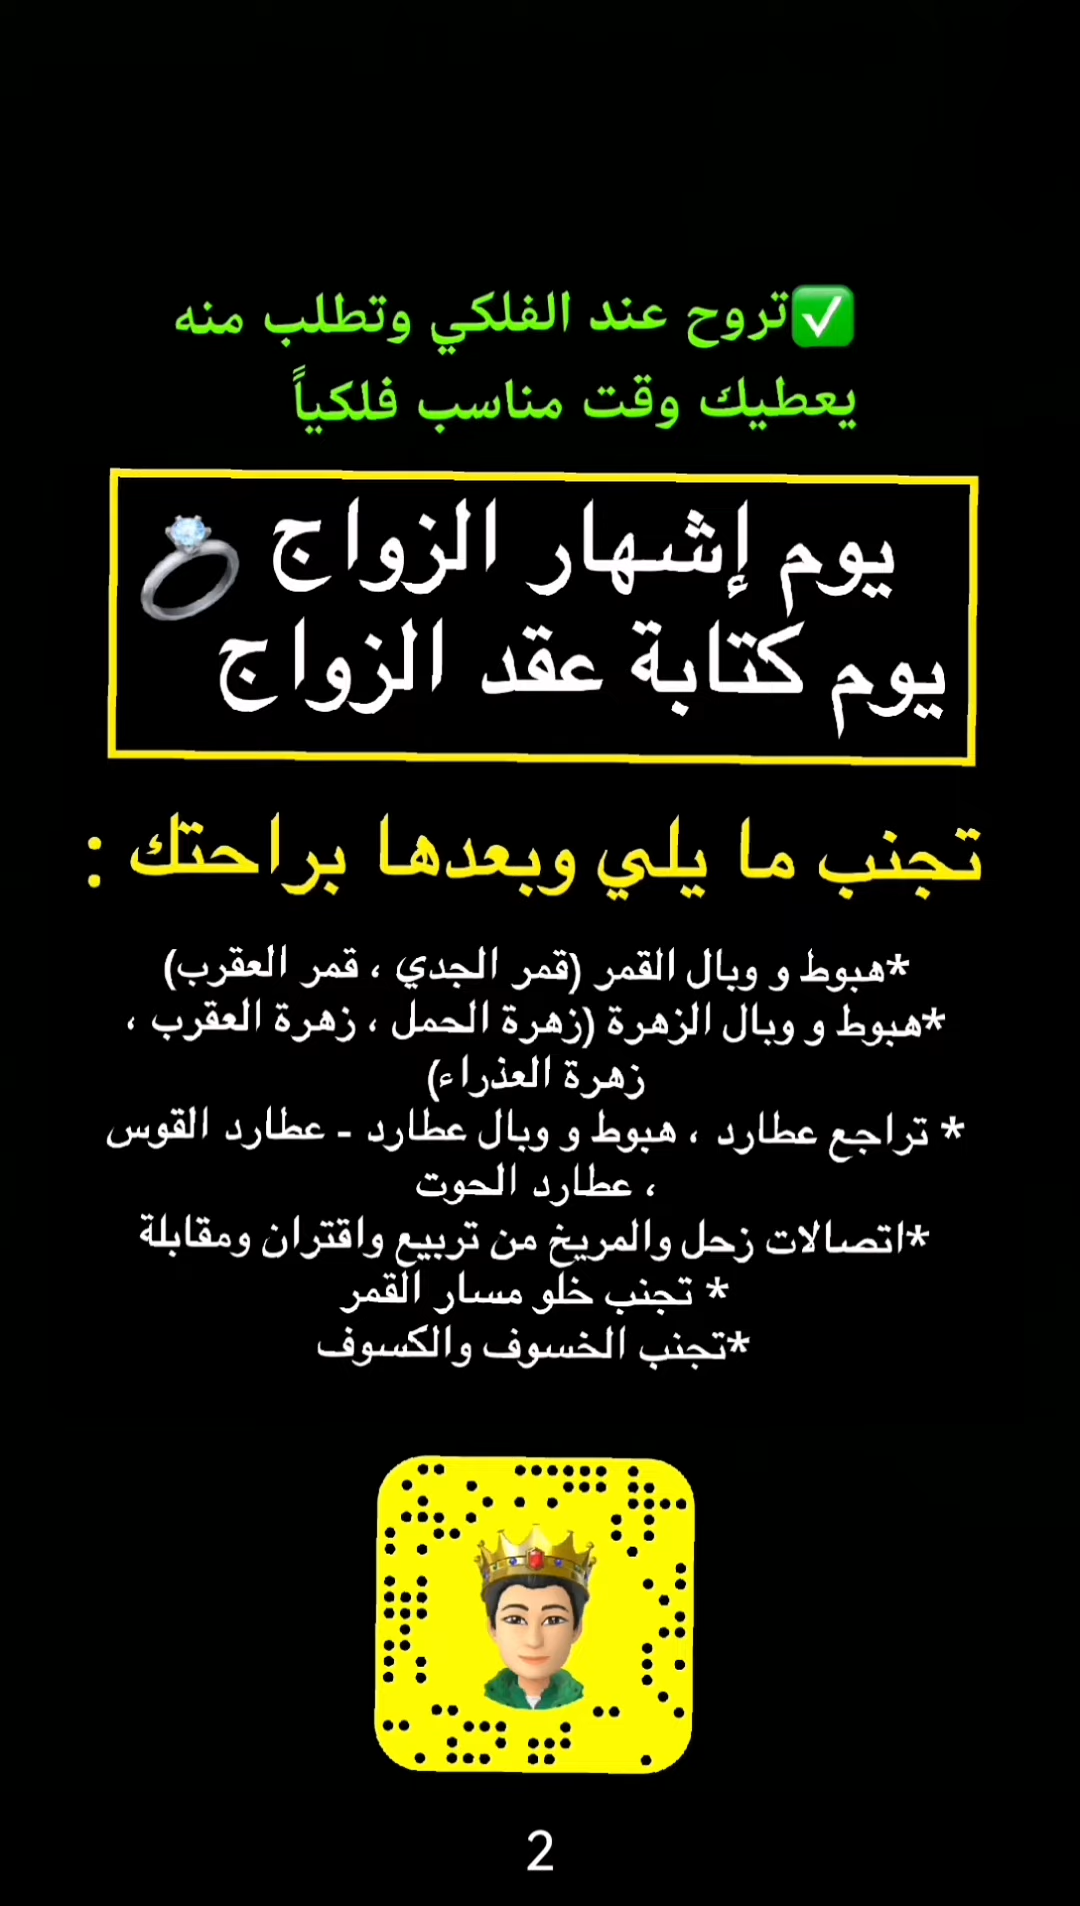 ✅تروح عند الفلكي وتطلب منه
يعطيك وقت مناسب فلكياً
يوم إشهار الزواج 💍
يوم كتابة عقد الزواج
تجنب ما يلي وبعدها براحتك :
*هبوط و وبال القمر (قمر الجدي ، قمر العقرب)
*هبوط و وبال الزهرة (زهرة الحمل ، زهرة العقرب ،
زهرة العذراء)
* تراجع عطارد ، هبوط و وبال عطارد - عطارد القوس
، عطارد الحوت
*اتصالات زحل والمريخ من تربيع واقتران ومقابلة
* تجنب خلو مسار القمر
*تجنب الخسوف والكسوف
2